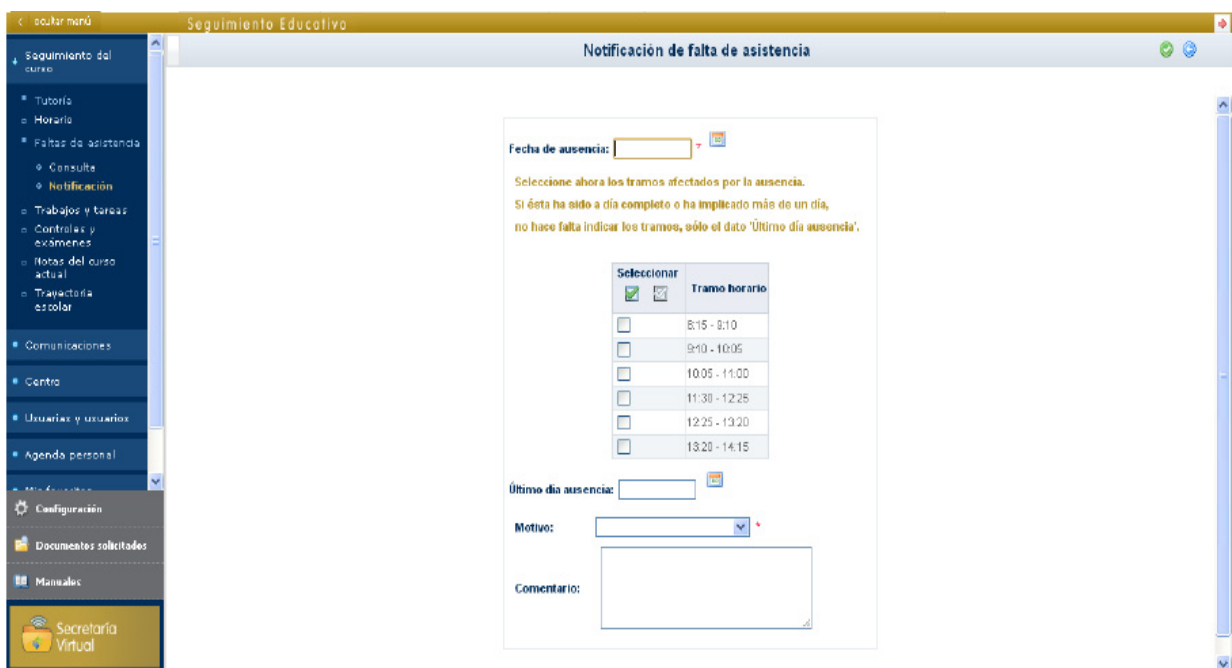 ocultar menú
Seguimiento Educativo
Notificación de falta de asistencia
Seguimiento del
curso
Tutoría
Horario
Faltas de asistencia
Consulta
Notificación
Trabajos y tareas
Controles y
exámenes
Notas del curso
actual
Trayectoria
escolar
Comunicaciones
Centro
Usuarias y usuarios
Agenda personal
Configuración
Documentos solicitados
Manuales
Secretaría
Virtual
Fecha de ausencia: *
Seleccione ahora los tramos afectados por la ausencia.
Si ésta ha sido a día completo o ha implicado más de un día,
no hace falta indicar los tramos, sólo el dato 'Último día ausencia'.
Seleccionar
Tramo horario
8:15 - 9:10
9:10 - 10:05
10:05 - 11:00
11:30 - 12:25
12:25 - 13:20
13:20 - 14:15
Último día ausencia:
Motivo: *
Comentario: